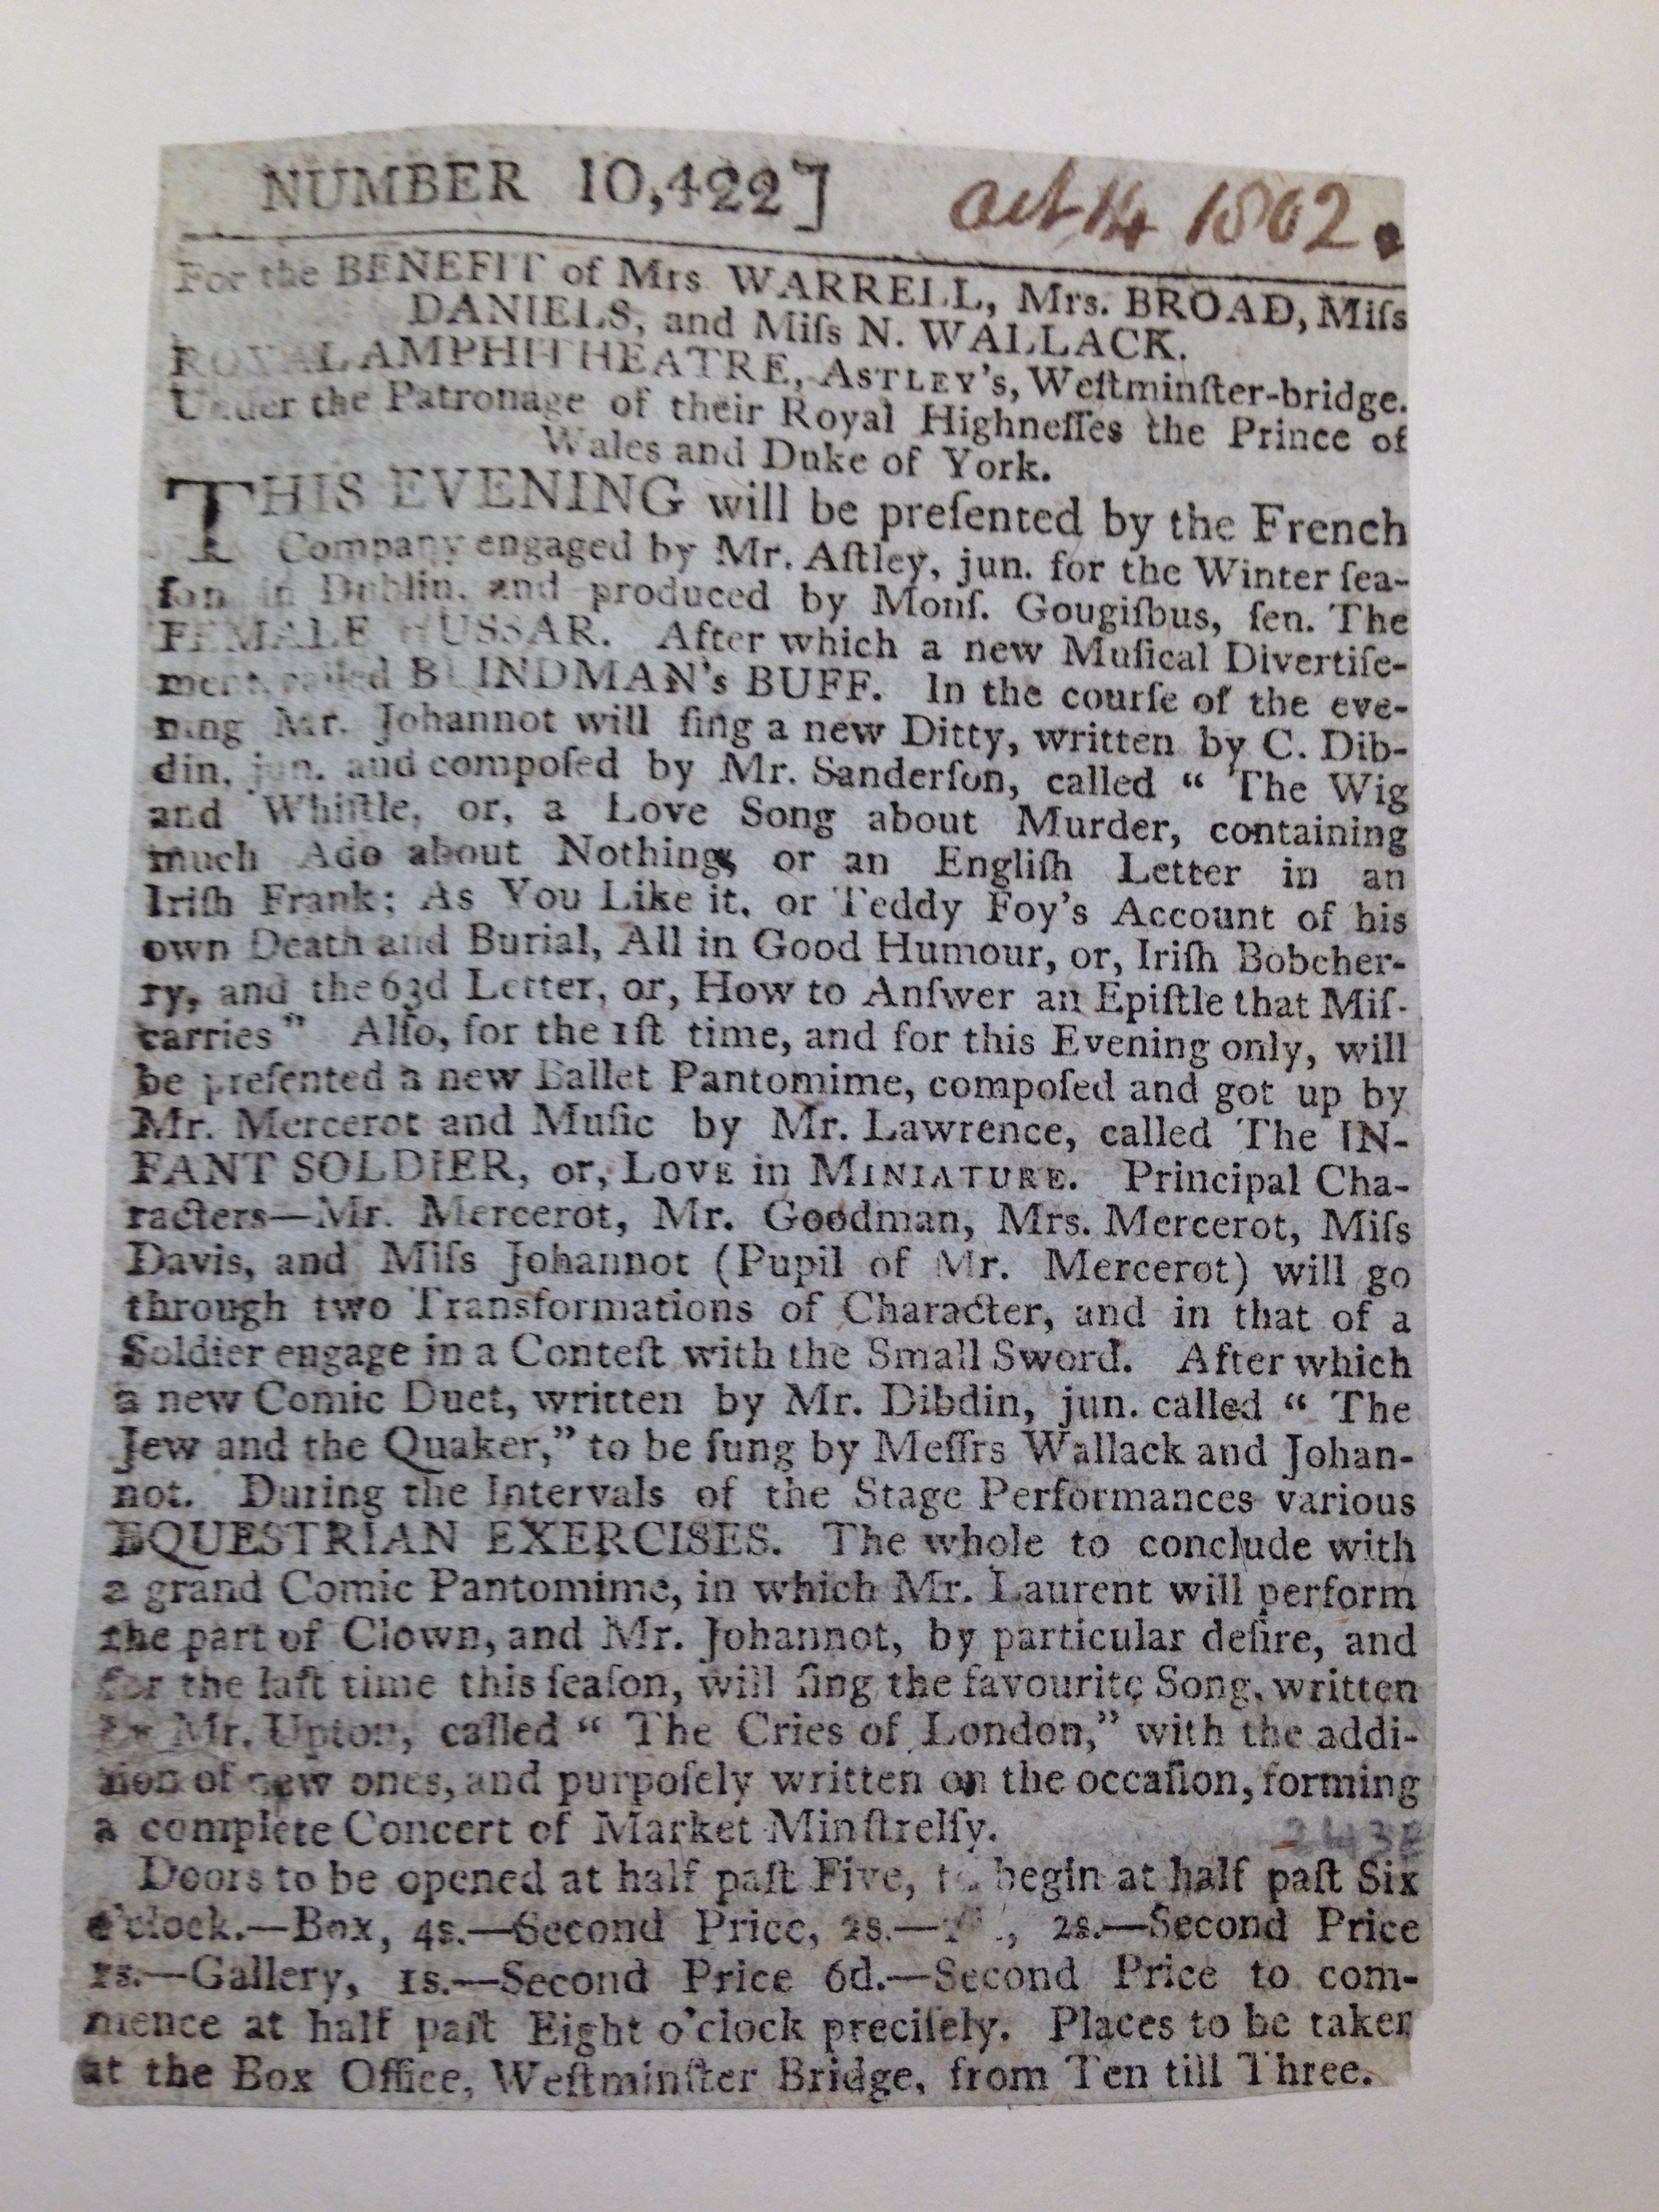 NUMBER 10,422]
Oct 14 1802.
For the BENEFIT of Mrs WARRELL, Mrs. BROAD, Miſs
DANIELS, and Miſs N. WALLACK.
ROYAL AMPHITHEATRE, ASTLEY's, Weſtminſter-bridge.
Under the Patronage of their Royal Highneſſes the Prince of
Wales and Duke of York.
THIS EVENING will be preſented by the French
Company engaged by Mr. Aſtley, jun. for the Winter ſea-
ſon in Dublin, and produced by Monſ. Gougiſbus, ſen. The
FEMALE HUSSAR. After which a new Muſical Divertiſe-
ment, called BLINDMAN's BUFF. In the courſe of the eve-
ning Mr. Johannot will ſing a new Ditty, written by C. Dib-
din, jun. and compoſed by Mr. Sanderſon, called “ The Wig
and Whiſtle, or, a Love Song about Murder, containing
much Ado about Nothing, or an Engliſh Letter in an
Iriſh Frank; As You Like it, or Teddy Foy's Account of his
own Death and Burial, All in Good Humour, or, Iriſh Bobcher-
ry, and the 63d Letter, or, How to Anſwer an Epiſtle that Miſ-
carries” Alſo, for the 1ſt time, and for this Evening only, will
be preſented a new Ballet Pantomime, compoſed and got up by
Mr. Mercerot and Muſic by Mr. Lawrence, called The IN-
FANT SOLDIER, or, LOVE in MINIATURE. Principal Cha-
racters—Mr. Mercerot, Mr. Goodman, Mrs. Mercerot, Miſs
Davis, and Miſs Johannot (Pupil of Mr. Mercerot) will go
through two Transformations of Character, and in that of a
Soldier engage in a Conteſt with the Small Sword. After which
a new Comic Duet, written by Mr. Dibdin, jun. called “ The
Jew and the Quaker,” to be ſung by Meſſrs Wallack and Johan-
not. During the Intervals of the Stage Performances various
EQUESTRIAN EXERCISES. The whole to conclude with
a grand Comic Pantomime, in which Mr. Laurent will perform
the part of Clown, and Mr. Johannot, by particular deſire, and
for the laſt time this ſeaſon, will ſing the favourite Song, written
by Mr. Upton, called “ The Cries of London,” with the addi-
tion of new ones, and purpoſely written on the occaſion, forming
a complete Concert of Market Minſtrelſy.
Doors to be opened at half paſt Five, to begin at half paſt Six
o'clock.—Box, 4s.—Second Price, 2s.—Pit, 2s.—Second Price
1s.—Gallery, 1s.—Second Price 6d.—Second Price to com-
mence at half paſt Eight o'clock preciſely. Places to be taken
at the Box Office, Weſtminſter Bridge, from Ten till Three.